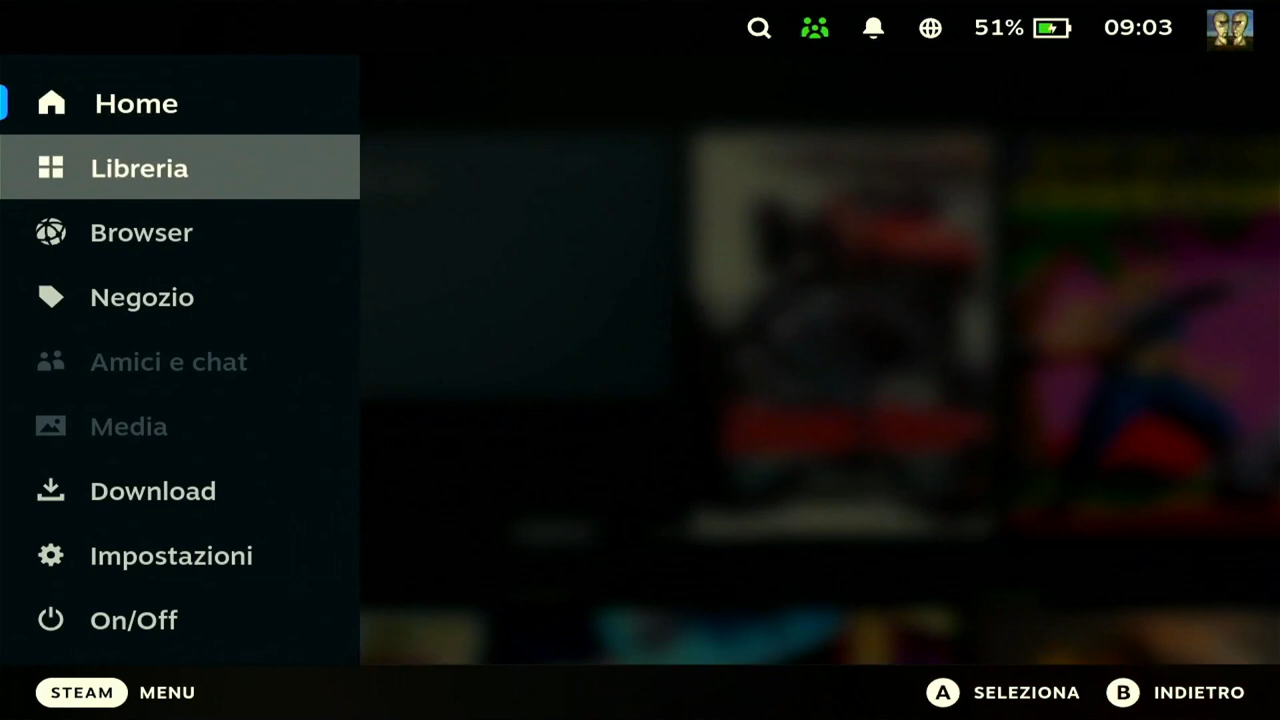 51% 09:03
Home
Libreria
Browser
Negozio
Amici e chat
Media
Download
Impostazioni
On/Off
STEAM MENU A SELEZIONA B INDIETRO